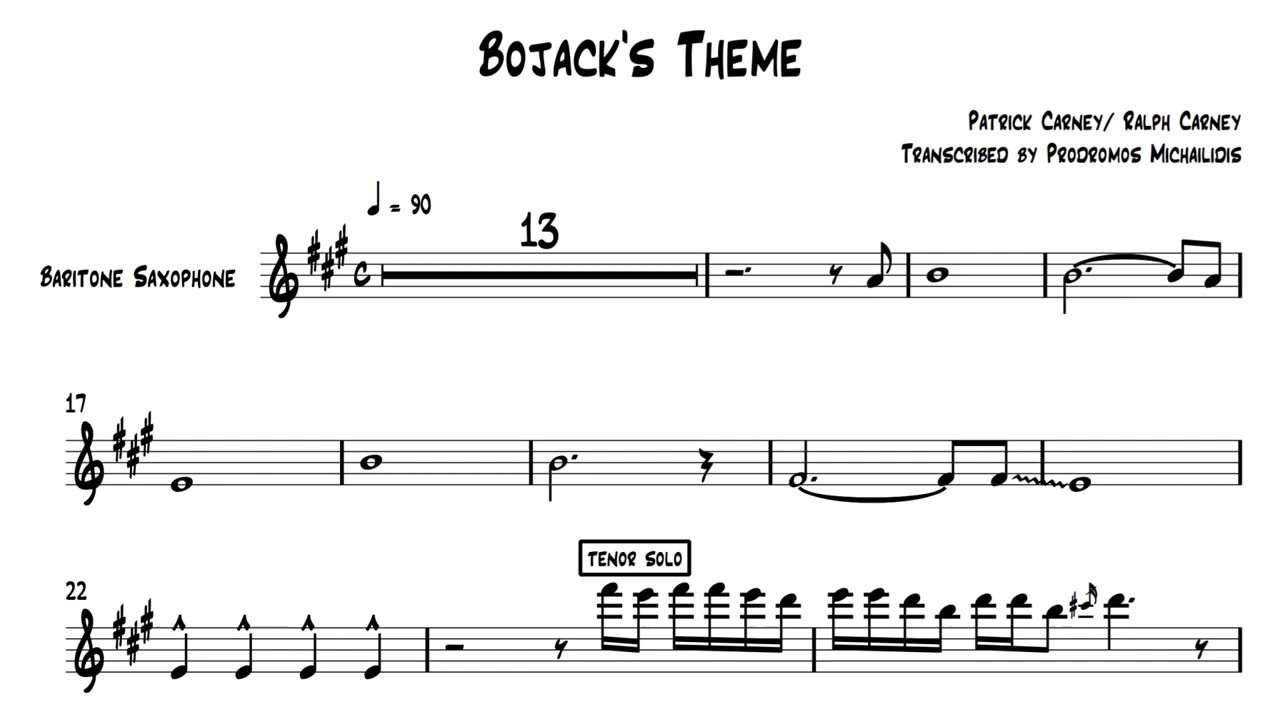 Bojack's Theme
Patrick Carney/ Ralph Carney
Transcribed by Prodromos Michailidis
= 90
13
Baritone Saxophone
17
22
TENOR SOLO